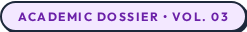 ACADEMIC DOSSIER • VOL. 03